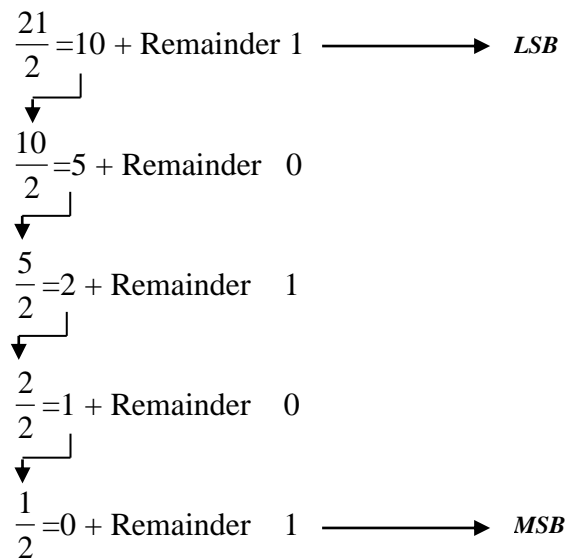 21/2 =10 + Remainder 1 LSB
10/2 =5 + Remainder 0
5/2 =2 + Remainder 1
2/2 =1 + Remainder 0
1/2 =0 + Remainder 1 MSB